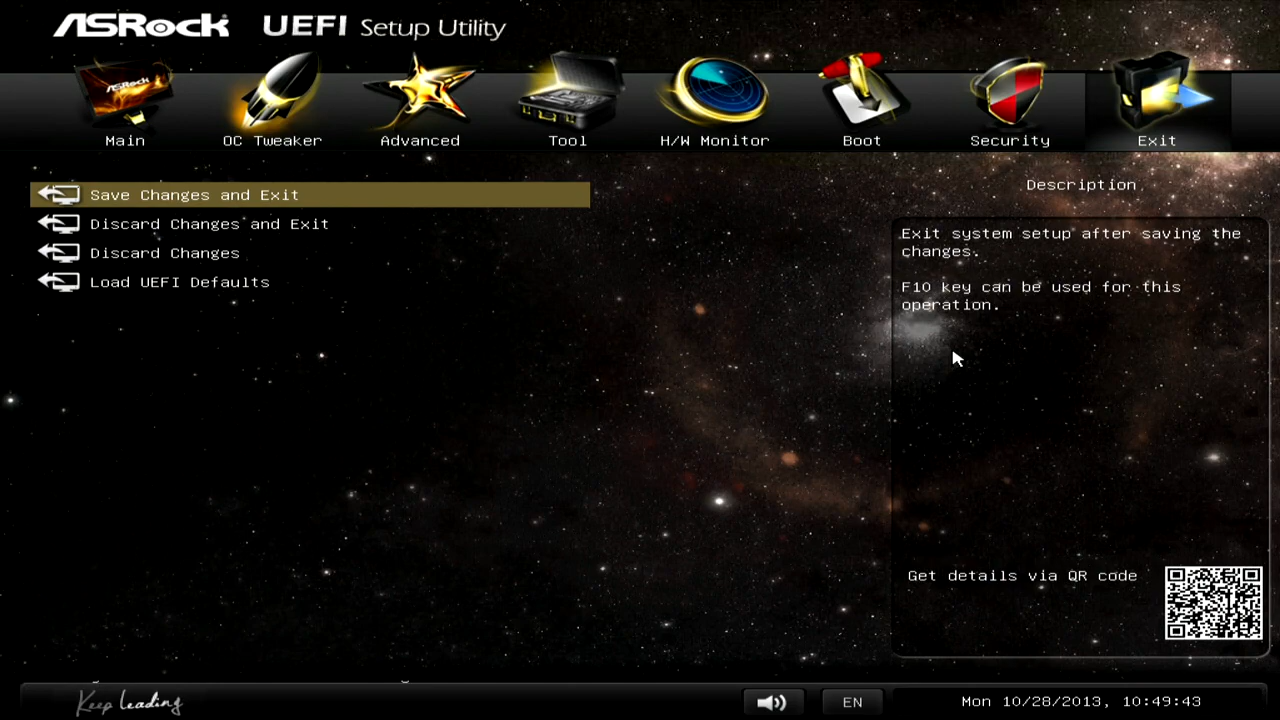 ASRock UEFI Setup Utility
ASRock
Main OC Tweaker Advanced Tool H/W Monitor Boot Security Exit
Save Changes and Exit
Discard Changes and Exit
Discard Changes
Load UEFI Defaults
Description
Exit system setup after saving the
changes.
F10 key can be used for this
operation.
Get details via QR code
Keep Leading
EN
Mon 10/28/2013, 10:49:43